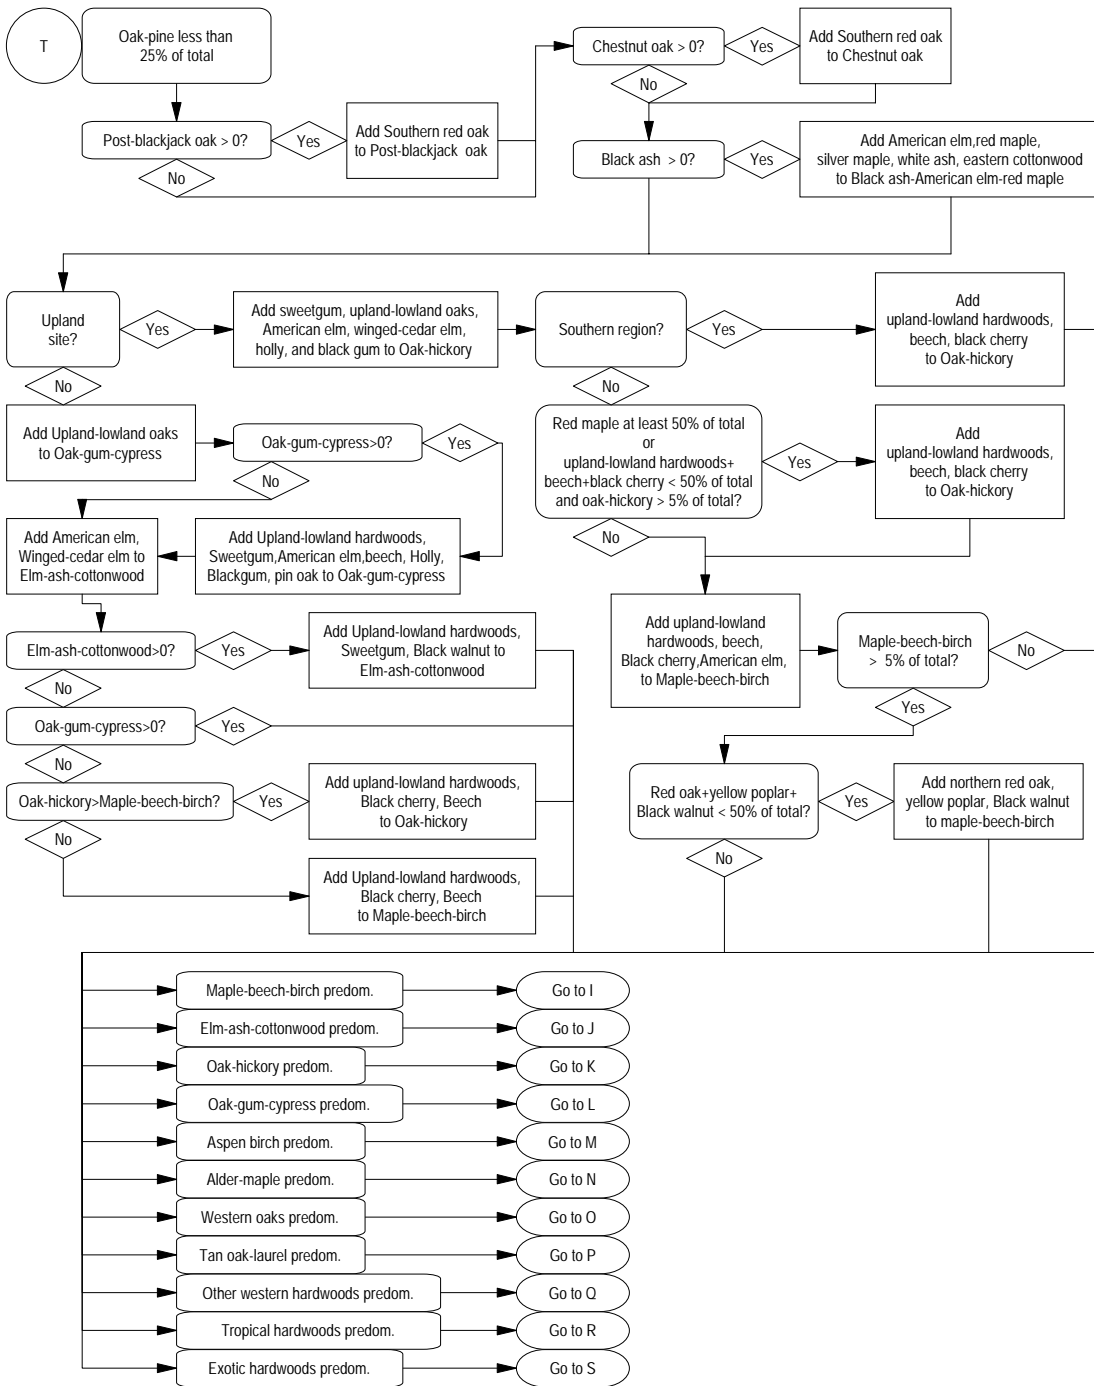 T
Oak-pine less than
25% of total
Post-blackjack oak > 0?
Yes
Add Southern red oak
to Post-blackjack  oak
No
Chestnut oak > 0?
Yes
Add Southern red oak
to Chestnut oak
No
Black ash  > 0?
Yes
Add American elm,red maple,
silver maple, white ash, eastern cottonwood
to Black ash-American elm-red maple
Upland
site?
Yes
Add sweetgum, upland-lowland oaks,
American elm, winged-cedar elm,
holly, and black gum to Oak-hickory
Southern region?
Yes
Add
upland-lowland hardwoods,
beech, black cherry
to Oak-hickory
No
No
Add Upland-lowland oaks
to Oak-gum-cypress
Oak-gum-cypress>0?
Yes
No
Red maple at least 50% of total
or
upland-lowland hardwoods+
beech+black cherry < 50% of total
and oak-hickory > 5% of total?
Yes
Add
upland-lowland hardwoods,
beech, black cherry
to Oak-hickory
No
Add American elm,
Winged-cedar elm to
Elm-ash-cottonwood
Add Upland-lowland hardwoods,
Sweetgum,American elm,beech, Holly,
Blackgum, pin oak to Oak-gum-cypress
Elm-ash-cottonwood>0?
Yes
Add Upland-lowland hardwoods,
Sweetgum, Black walnut to
Elm-ash-cottonwood
No
Add upland-lowland
hardwoods, beech,
Black cherry,American elm,
to Maple-beech-birch
Maple-beech-birch
>  5% of total?
No
Yes
Oak-gum-cypress>0?
Yes
No
Oak-hickory>Maple-beech-birch?
Yes
Add upland-lowland hardwoods,
Black cherry, Beech
to Oak-hickory
No
Add Upland-lowland hardwoods,
Black cherry, Beech
to Maple-beech-birch
Red oak+yellow poplar+
Black walnut < 50% of total?
Yes
Add northern red oak,
yellow poplar, Black walnut
to maple-beech-birch
No
Maple-beech-birch predom.
Go to I
Elm-ash-cottonwood predom.
Go to J
Oak-hickory predom.
Go to K
Oak-gum-cypress predom.
Go to L
Aspen birch predom.
Go to M
Alder-maple predom.
Go to N
Western oaks predom.
Go to O
Tan oak-laurel predom.
Go to P
Other western hardwoods predom.
Go to Q
Tropical hardwoods predom.
Go to R
Exotic hardwoods predom.
Go to S